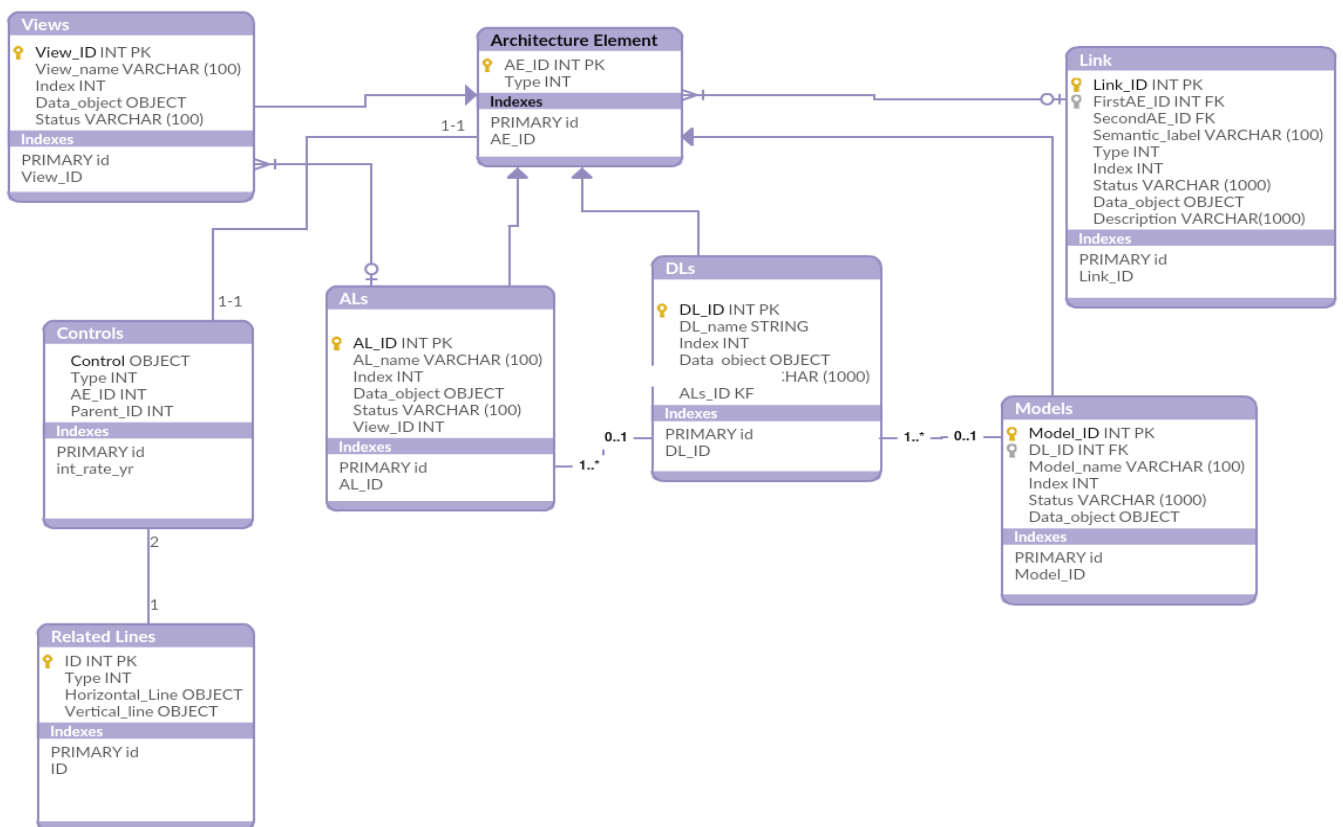 Views
View_ID INT PK
View_name VARCHAR (100)
Index INT
Data_object OBJECT
Status VARCHAR (100)
Indexes
PRIMARY id
View_ID
Architecture Element
AE_ID INT PK
Type INT
Indexes
PRIMARY id
AE_ID
Link
Link_ID INT PK
FirstAE_ID INT FK
SecondAE_ID FK
Semantic_label VARCHAR (100)
Type INT
Index INT
Status VARCHAR (1000)
Data_object OBJECT
Description VARCHAR(1000)
Indexes
PRIMARY id
Link_ID
1-1
1-1
Controls
Control OBJECT
Type INT
AE_ID INT
Parent_ID INT
Indexes
PRIMARY id
int_rate_yr
ALs
AL_ID INT PK
AL_name VARCHAR (100)
Index INT
Data_object OBJECT
Status VARCHAR (100)
View_ID INT
Indexes
PRIMARY id
AL_ID
DLs
DL_ID INT PK
DL_name STRING
Index INT
Data_object OBJECT
HAR (1000)
ALs_ID KF
Indexes
PRIMARY id
DL_ID
0..1
1..*
1..*
0..1
Models
Model_ID INT PK
DL_ID INT FK
Model_name VARCHAR (100)
Index INT
Status VARCHAR (1000)
Data_object OBJECT
Indexes
PRIMARY id
Model_ID
2
1
Related Lines
ID INT PK
Type INT
Horizontal_Line OBJECT
Vertical_line OBJECT
Indexes
PRIMARY id
ID